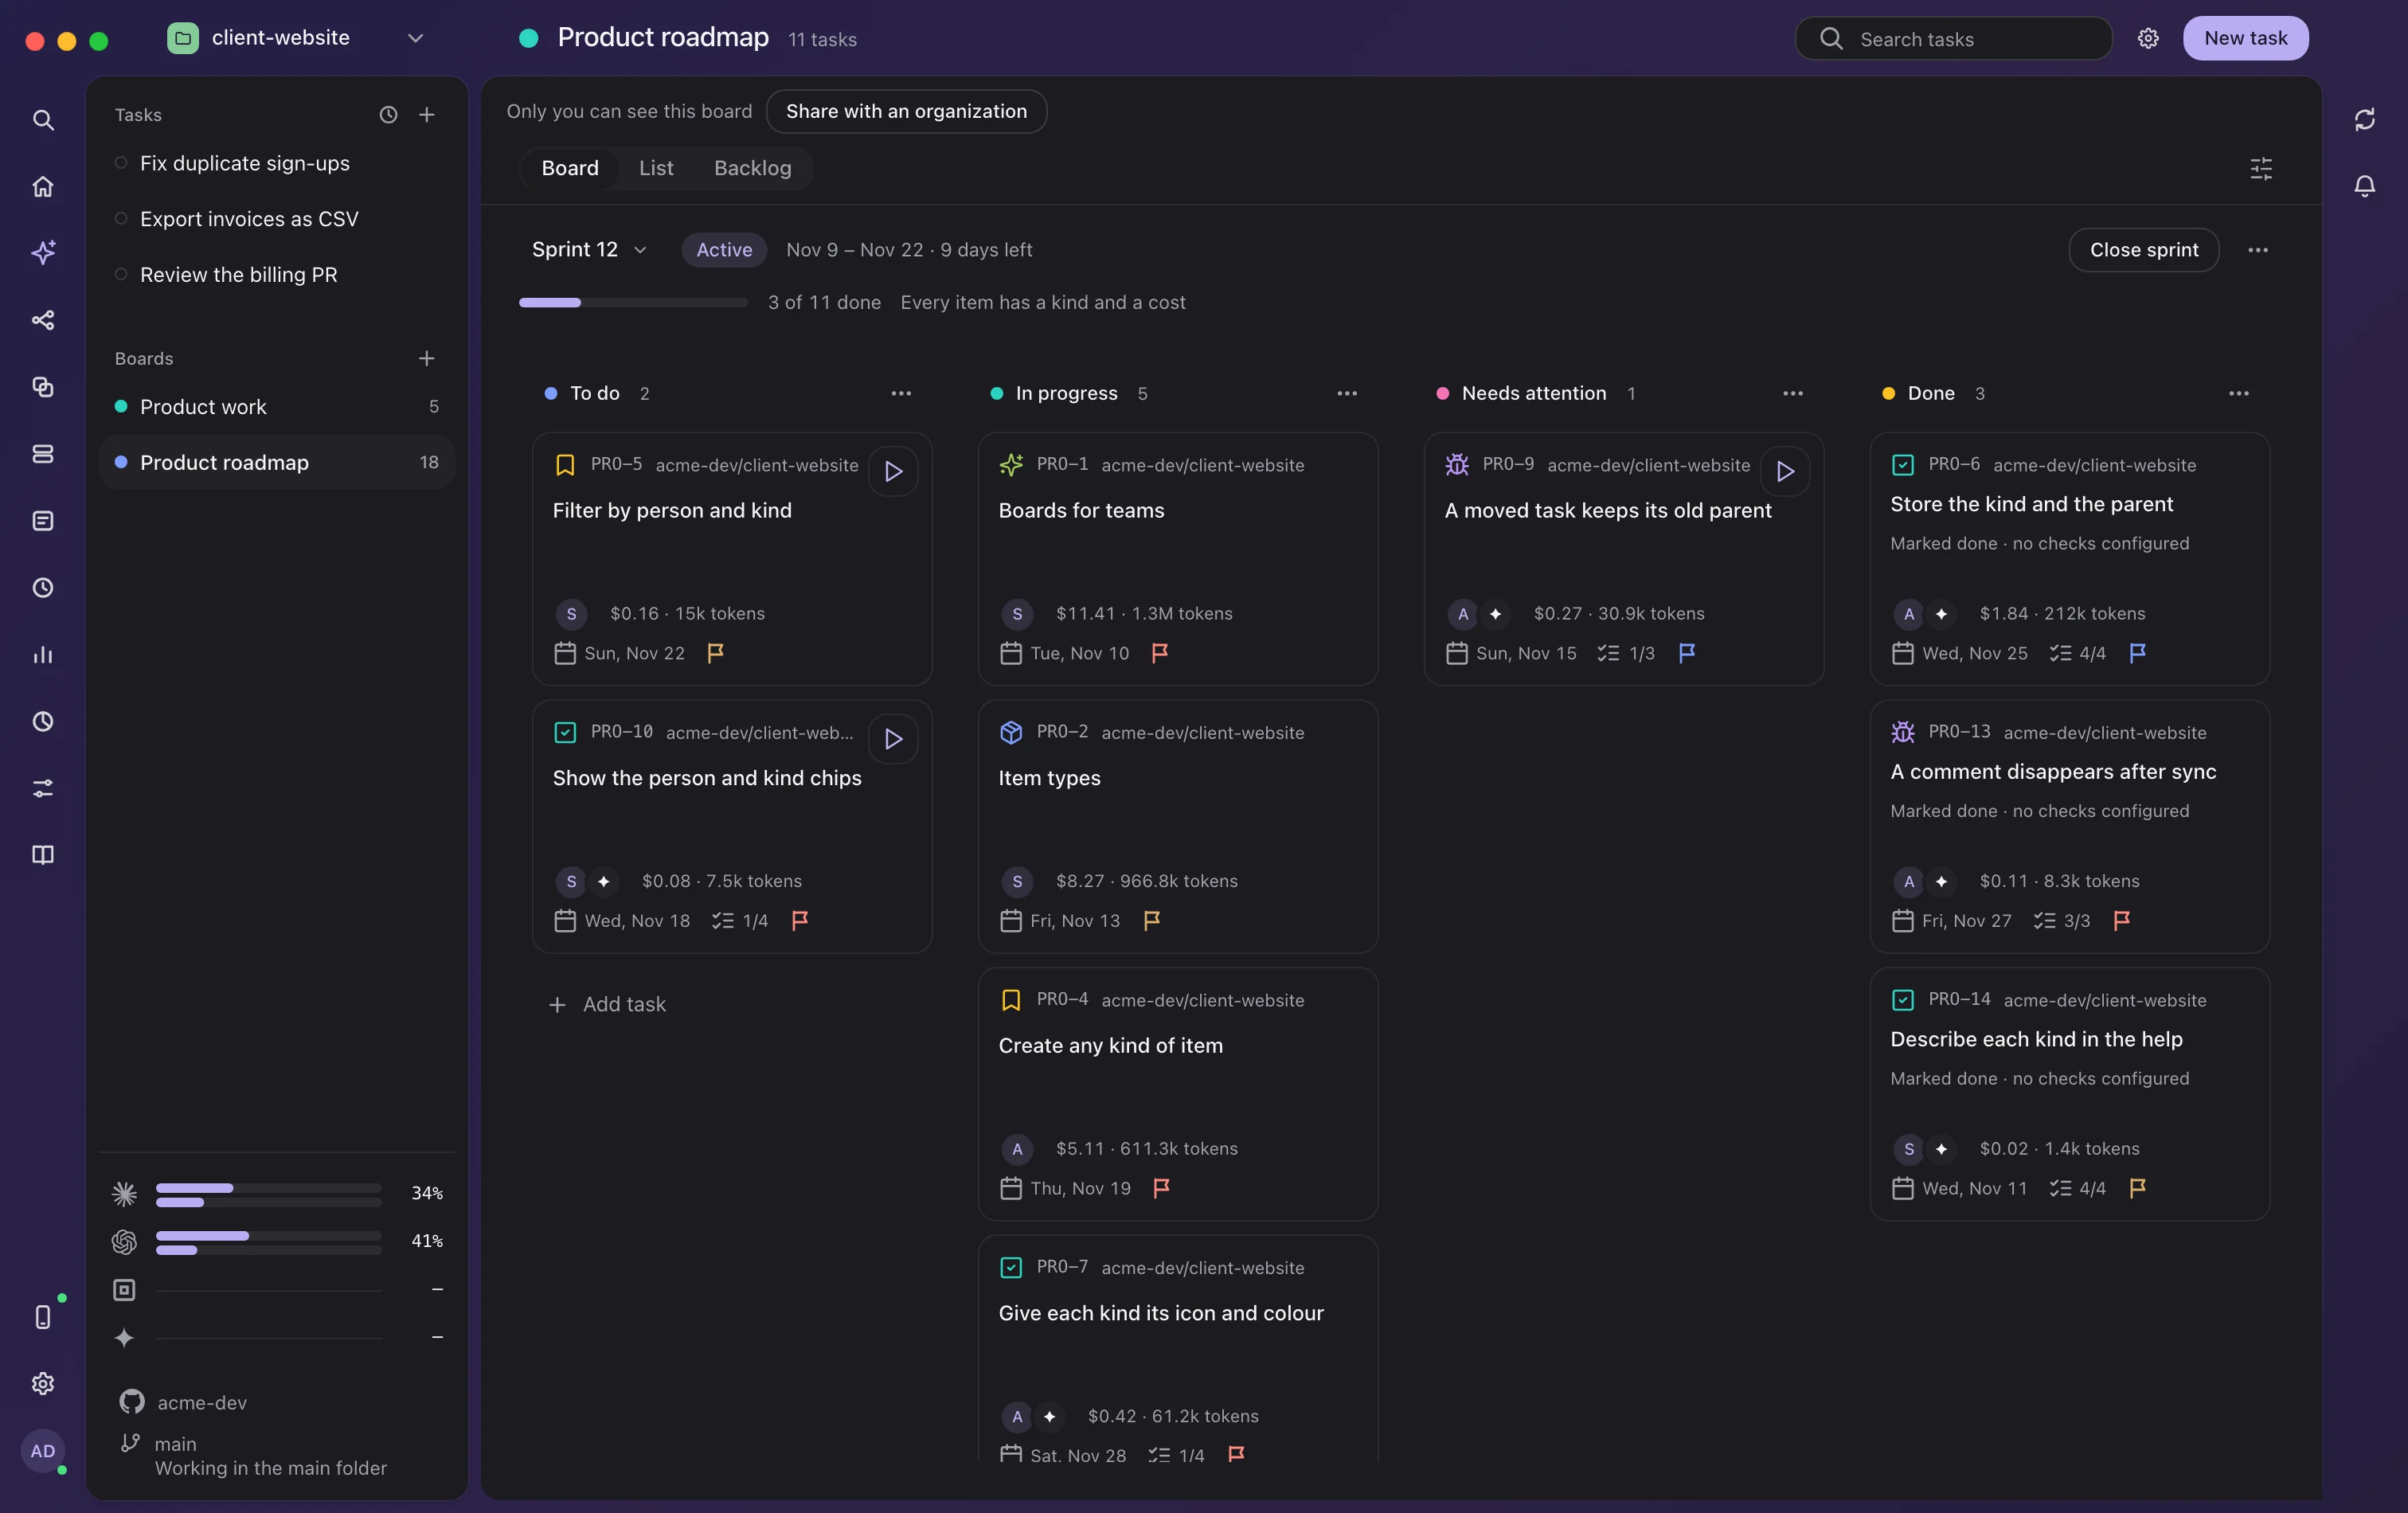 client-website
Product roadmap 11 tasks
Search tasks
New task
Tasks
Fix duplicate sign-ups
Export invoices as CSV
Review the billing PR
Boards
Product work 5
Product roadmap 18
34%
41%
–
–
acme-dev
main
Working in the main folder
AD
Only you can see this board
Share with an organization
Board
List
Backlog
Sprint 12
Active
Nov 9 – Nov 22 · 9 days left
Close sprint
3 of 11 done
Every item has a kind and a cost
To do 2
PRO-5 acme-dev/client-website
Filter by person and kind
S $0.16 · 15k tokens
Sun, Nov 22
PRO-10 acme-dev/client-web...
Show the person and kind chips
S $0.08 · 7.5k tokens
Wed, Nov 18 1/4
Add task
In progress 5
PRO-1 acme-dev/client-website
Boards for teams
S $11.41 · 1.3M tokens
Tue, Nov 10
PRO-2 acme-dev/client-website
Item types
S $8.27 · 966.8k tokens
Fri, Nov 13
PRO-4 acme-dev/client-website
Create any kind of item
A $5.11 · 611.3k tokens
Thu, Nov 19
PRO-7 acme-dev/client-website
Give each kind its icon and colour
A $0.42 · 61.2k tokens
Sat, Nov 28 1/4
Needs attention 1
PRO-9 acme-dev/client-website
A moved task keeps its old parent
A $0.27 · 30.9k tokens
Sun, Nov 15 1/3
Done 3
PRO-6 acme-dev/client-website
Store the kind and the parent
Marked done · no checks configured
A $1.84 · 212k tokens
Wed, Nov 25 4/4
PRO-13 acme-dev/client-website
A comment disappears after sync
Marked done · no checks configured
A $0.11 · 8.3k tokens
Fri, Nov 27 3/3
PRO-14 acme-dev/client-website
Describe each kind in the help
Marked done · no checks configured
S $0.02 · 1.4k tokens
Wed, Nov 11 4/4